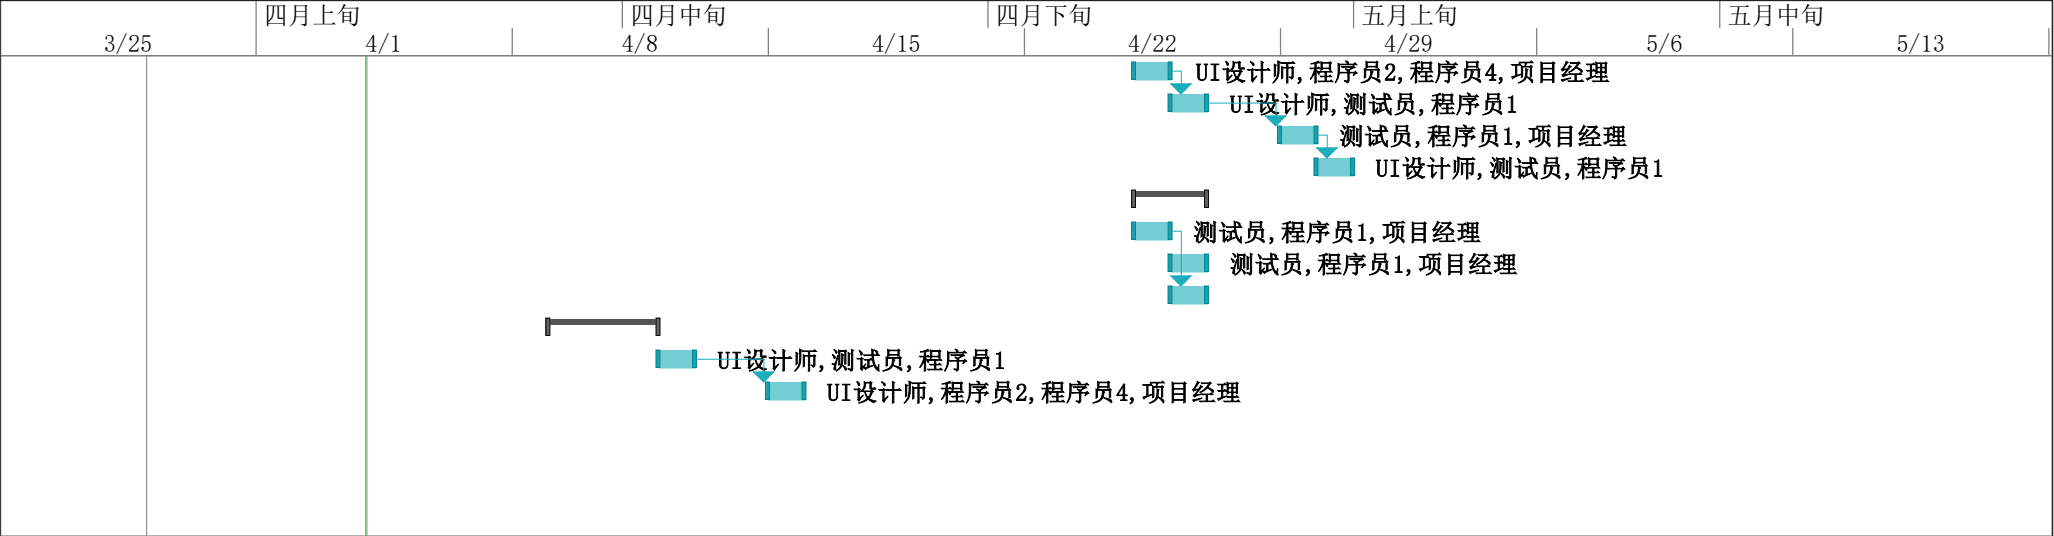 四月上旬 四月中旬 四月下旬 五月上旬 五月中旬
3/25 4/1 4/8 4/15 4/22 4/29 5/6 5/13
UI设计师,程序员2,程序员4,项目经理
UI设计师,测试员,程序员1
测试员,程序员1,项目经理
UI设计师,测试员,程序员1
测试员,程序员1,项目经理
测试员,程序员1,项目经理
UI设计师,测试员,程序员1
UI设计师,程序员2,程序员4,项目经理